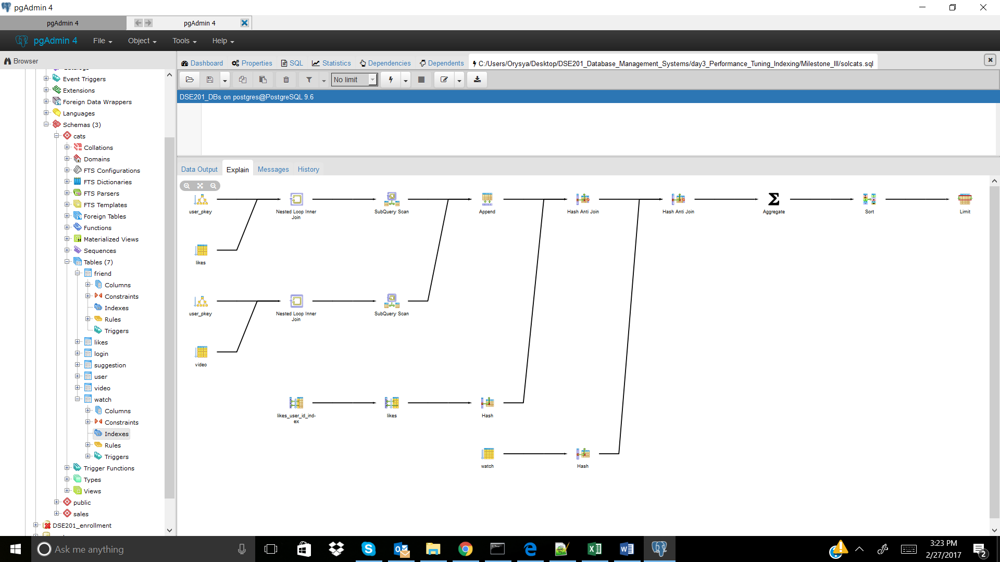 pgAdmin 4
pgAdmin 4
pgAdmin 4
pgAdmin 4 File Object Tools Help
Browser
Dashboard Properties SQL Statistics Dependencies Dependents C:/Users/Orysya/Desktop/DSE201_Database_Management_Systems/day3_Performance_Tuning_Indexing/Milestone_III/solcats.sql
No limit
DSE201_DBs on postgres@PostgreSQL 9.6
Catalogs
Event Triggers
Extensions
Foreign Data Wrappers
Languages
Schemas (3)
cats
Collations
Domains
FTS Configurations
FTS Dictionaries
FTS Parsers
FTS Templates
Foreign Tables
Functions
Materialized Views
Sequences
Tables (7)
friend
Columns
Constraints
Indexes
Rules
Triggers
likes
login
suggestion
user
video
watch
Columns
Constraints
Indexes
Rules
Triggers
Trigger Functions
Types
Views
public
sales
DSE201_enrollment
Data Output Explain Messages History
user_pkey
Nested Loop Inner
Join
SubQuery Scan
Append
Hash Anti Join
Hash Anti Join
Aggregate
Sort
Limit
likes
user_pkey
Nested Loop Inner
Join
SubQuery Scan
video
likes_user_id_ind-
ex
likes
Hash
watch
Hash
Ask me anything
3:23 PM
2/27/2017
2